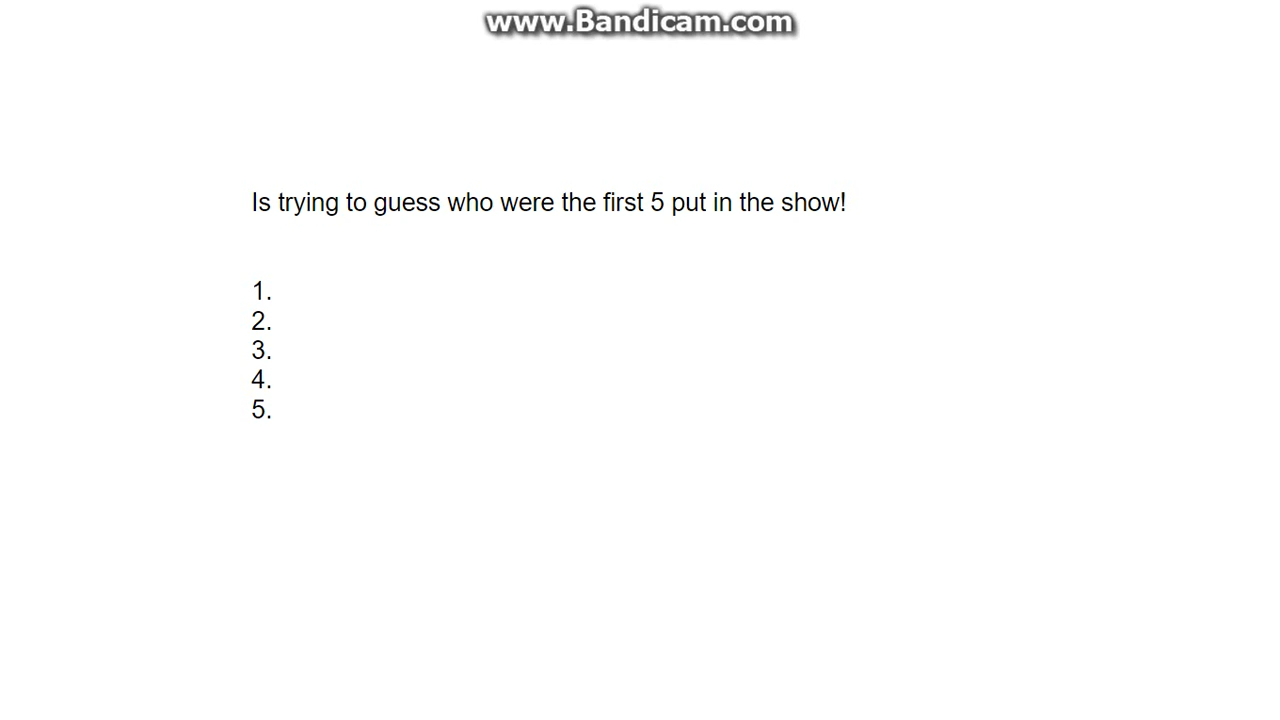 www.Bandicam.com
Is trying to guess who were the first 5 put in the show!
1.
2.
3.
4.
5.